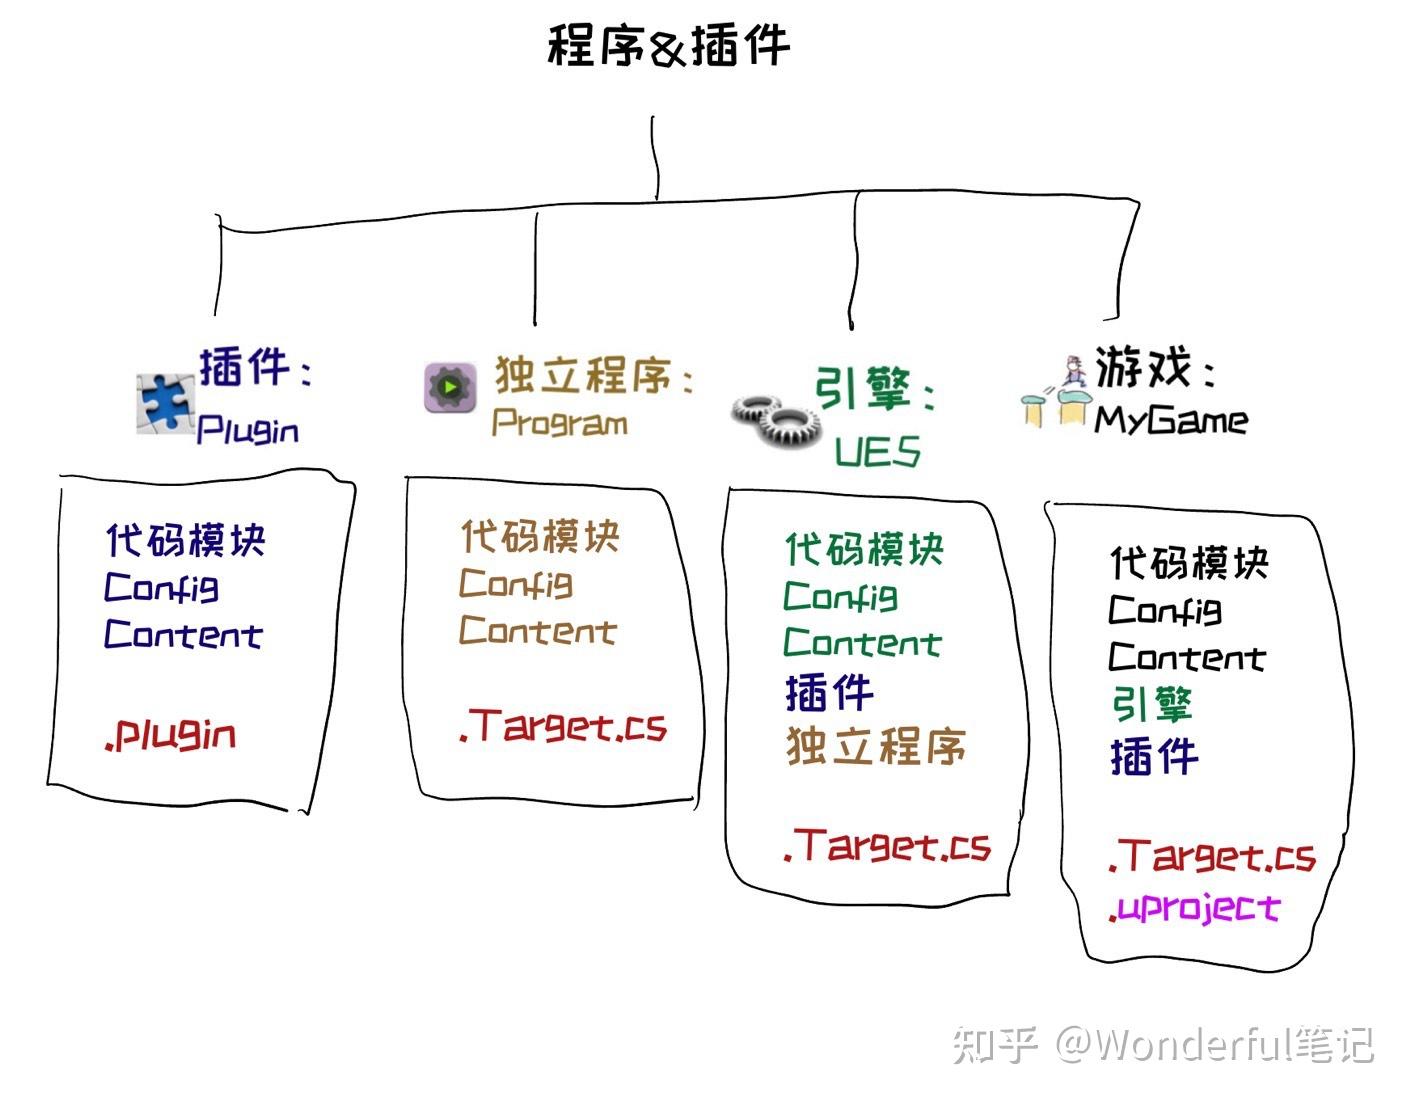 程序&插件
插件：
Plugin
代码模块
Config
Content
.plugin
独立程序：
Program
代码模块
Config
Content
.Target.cs
引擎：
UE5
代码模块
Config
Content
插件
独立程序
.Target.cs
游戏：
MyGame
代码模块
Config
Content
引擎
插件
.Target.cs
.uproject
知乎 @Wonderful笔记